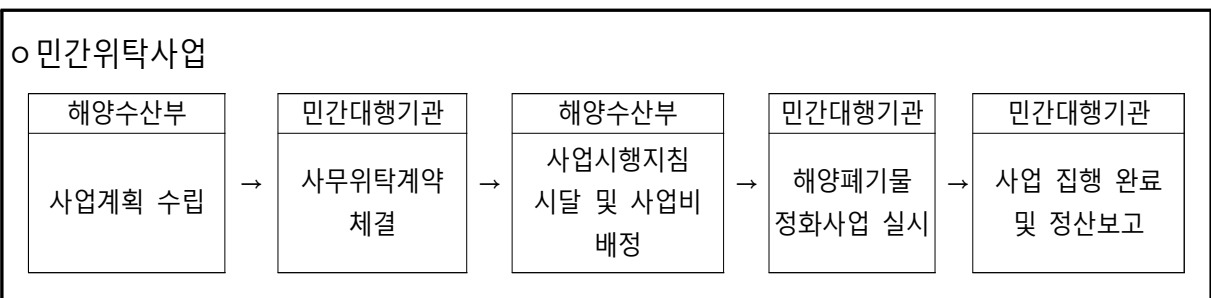 ㅇ민간위탁사업
해양수산부
민간대행기관
해양수산부
민간대행기관
민간대행기관
사업계획 수립
→
사무위탁계약
체결
→
사업시행지침
시달 및 사업비
배정
→
해양폐기물
정화사업 실시
→
사업 집행 완료
및 정산보고